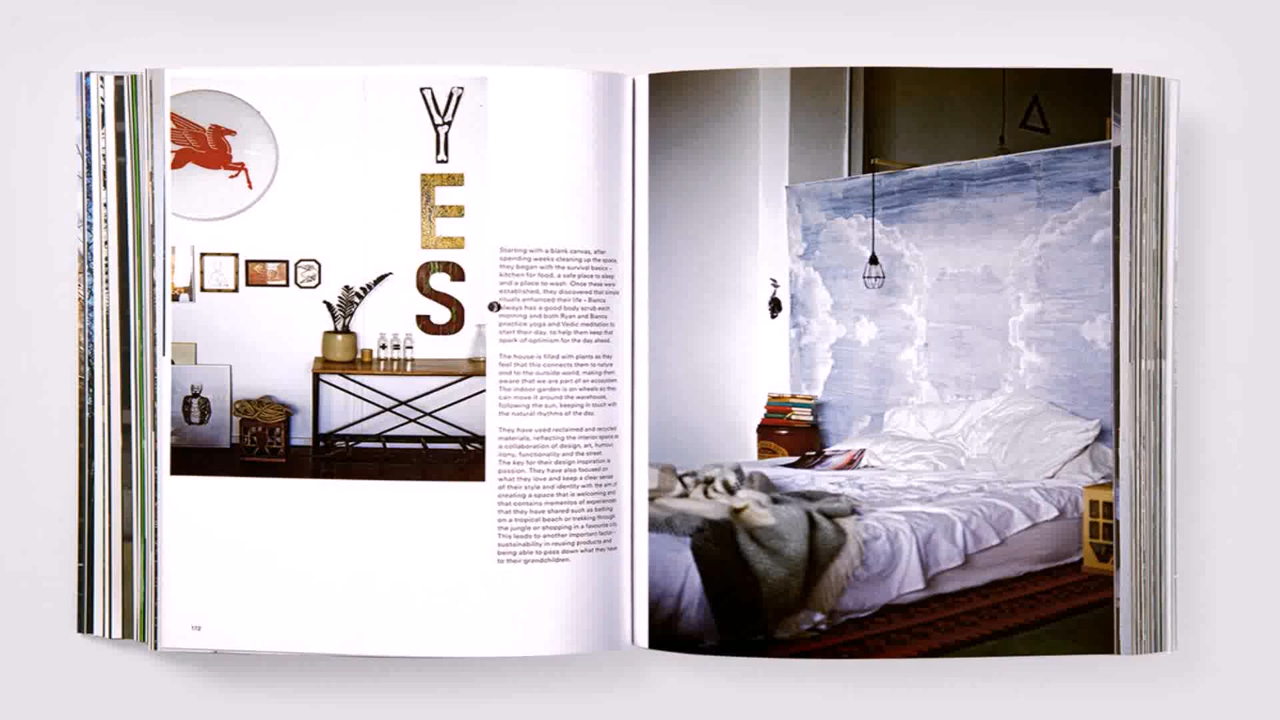 Y
E
S
Starting with a blank canvas, after
spending weeks cleaning up the space,
they began with the survival basics –
kitchen for food, a safe place to sleep
and a place to wash. Once these were
established, they discovered that simple
rituals enhanced their life – Bianca
always has a good body scrub each
morning and both Ryan and Bianca
practice yoga and Vedic meditation to
start their day, to help them keep that
spark of optimism for the day ahead.
The house is filled with plants as they
feel that this connects them to nature
and to the outside world, making them
aware that we are part of an ecosystem.
The indoor garden is on wheels so they
can move it around the warehouse,
following the sun, keeping in touch with
the natural rhythms of the day.
They have used reclaimed and recycled
materials, reflecting the interior space is
a collaboration of design, art, humour,
irony, functionality and the street.
The key for their design inspiration is
passion. They have also focused on
what they love and keep a clear sense
of their style and identity with the aim of
creating a space that is welcoming and
that contains mementos of experiences
that they have shared such as bathing
on a tropical beach or trekking through
the jungle or shopping in a favourite city.
This leads to another important factor –
sustainability in reusing products and
being able to pass down what they have
to their grandchildren.
172